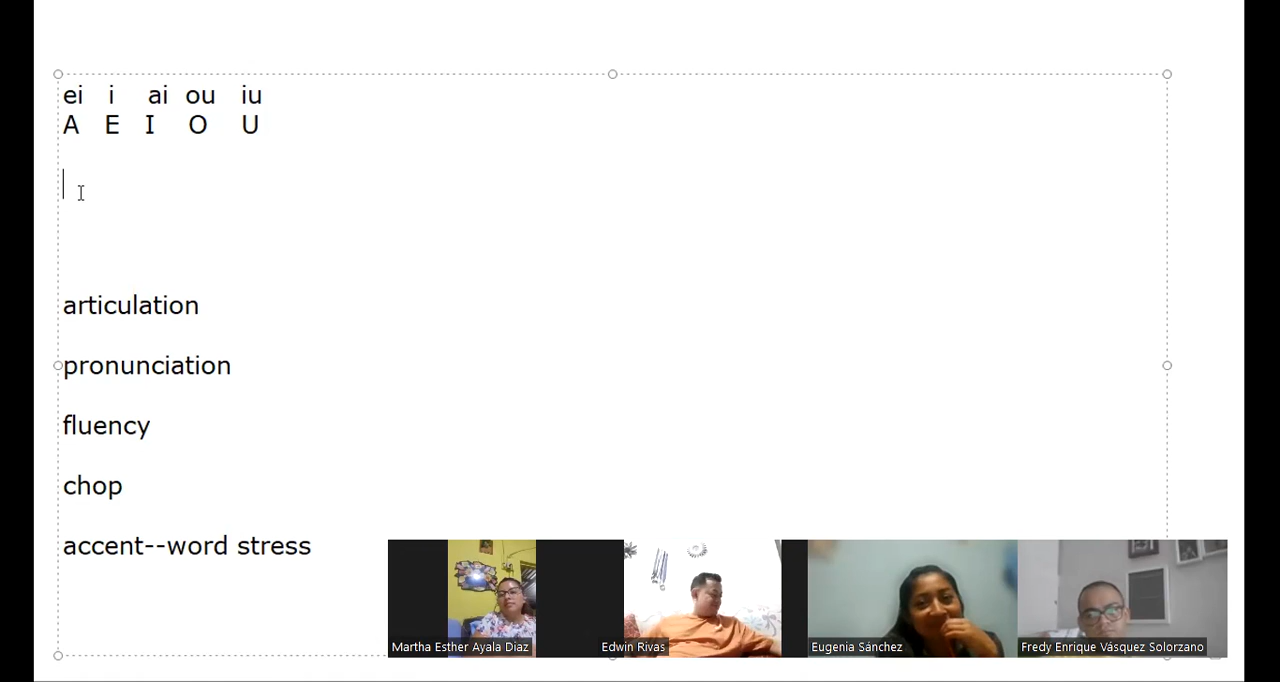 ei i ai ou iu
A E I O U
articulation
pronunciation
fluency
chop
accent--word stress
Martha Esther Ayala Diaz
Edwin Rivas
Eugenia Sánchez
Fredy Enrique Vásquez Solorzano